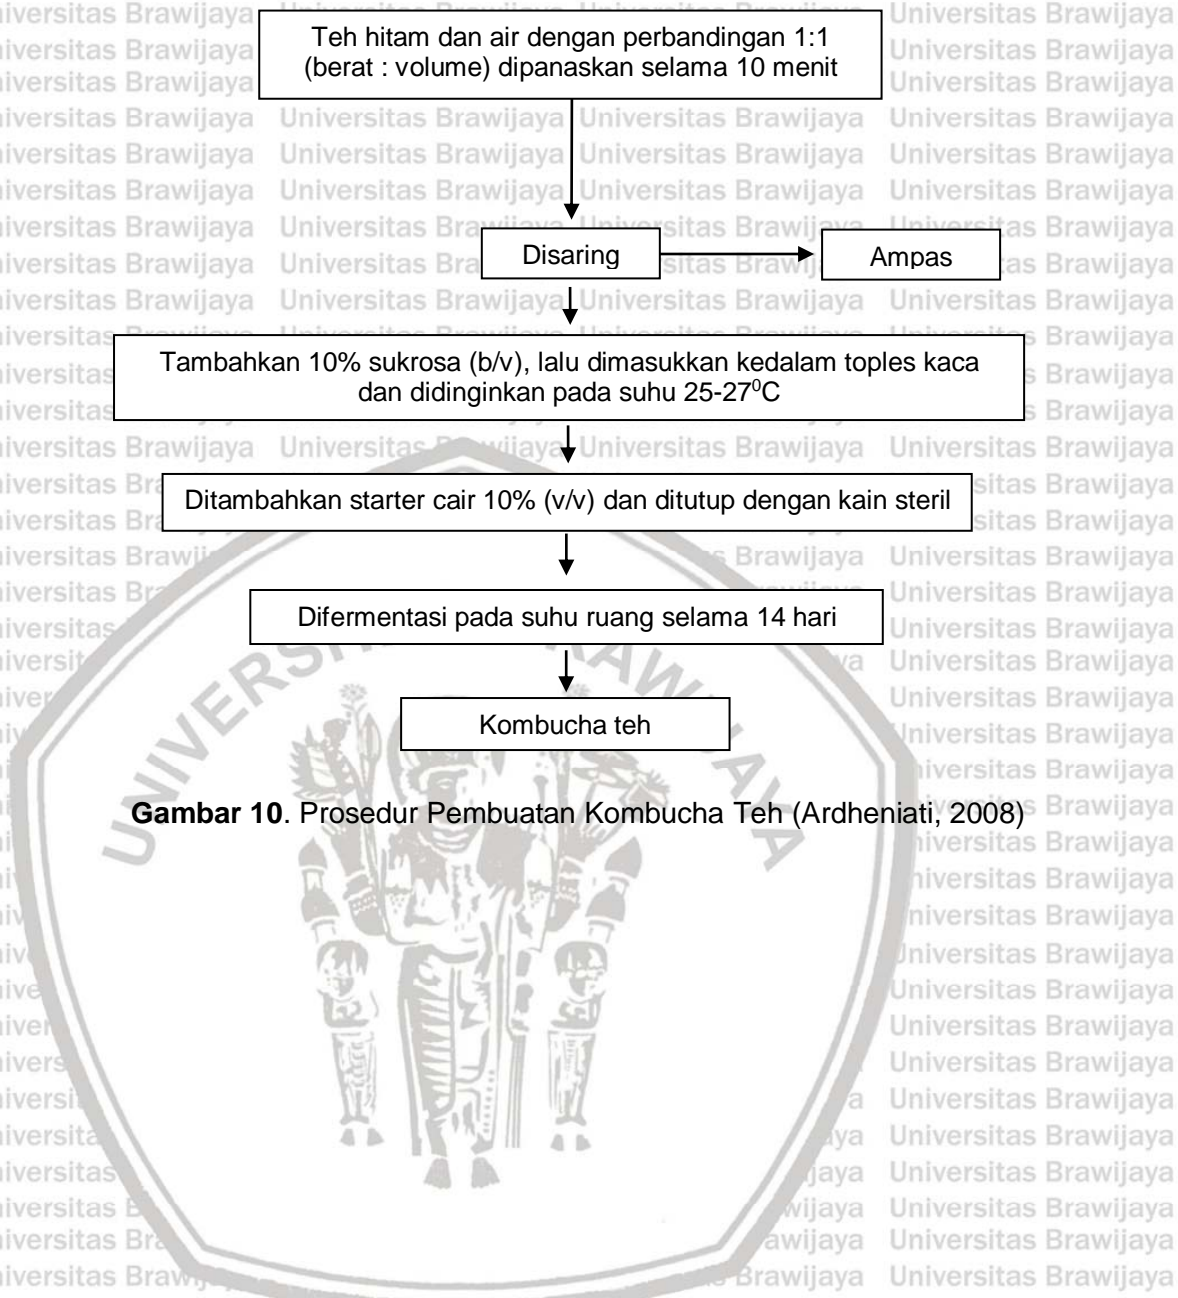 Teh hitam dan air dengan perbandingan 1:1
(berat : volume) dipanaskan selama 10 menit
Disaring
Ampas
Tambahkan 10% sukrosa (b/v), lalu dimasukkan kedalam toples kaca
dan didinginkan pada suhu 25-27⁰C
Ditambahkan starter cair 10% (v/v) dan ditutup dengan kain steril
Difermentasi pada suhu ruang selama 14 hari
Kombucha teh
Gambar 10. Prosedur Pembuatan Kombucha Teh (Ardheniati, 2008)
Universitas Brawijaya